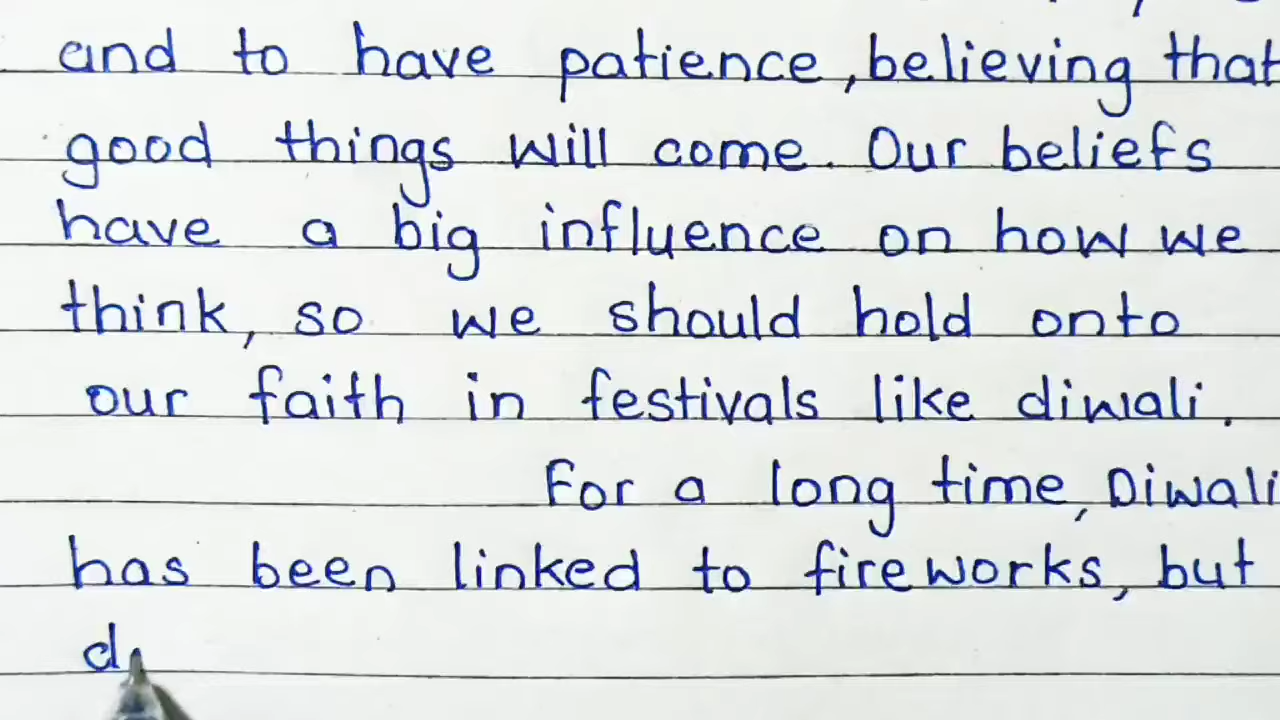 and to have patience, believing that
good things will come. Our beliefs
have a big influence on how we
think, so we should hold onto
our faith in festivals like diwali.
For a long time, Diwali
has been linked to fireworks, but
d